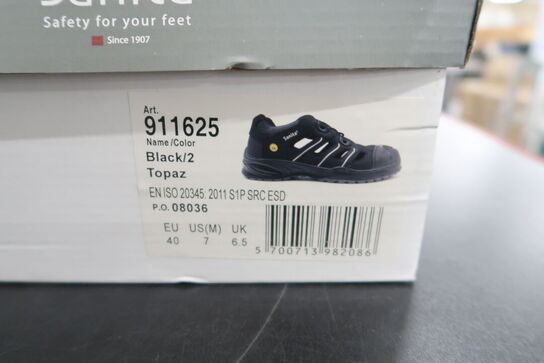 Safety for your feet
Since 1907
Art.
911625
Name/Color
Black/2
Topaz
Sanita
EN ISO 20345: 2011 S1P SRC ESD
P.O. 08036
EU US(M) UK
40 7 6.5
5 700713 982086